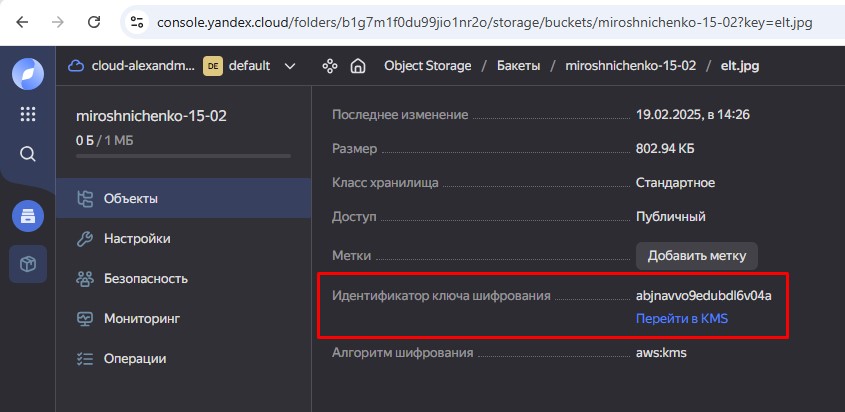 console.yandex.cloud/folders/b1g7m1f0du99jio1nr2o/storage/buckets/miroshnichenko-15-02?key=elt.jpg
cloud-alexandm... DE default Object Storage / Бакеты / miroshnichenko-15-02 / elt.jpg
miroshnichenko-15-02
0 Б / 1 МБ
Объекты
Настройки
Безопасность
Мониторинг
Операции
Последнее изменение 19.02.2025, в 14:26
Размер 802.94 КБ
Класс хранилища Стандартное
Доступ Публичный
Метки Добавить метку
Идентификатор ключа шифрования abjnavvo9edubdl6v04a
Перейти в KMS
Алгоритм шифрования aws:kms